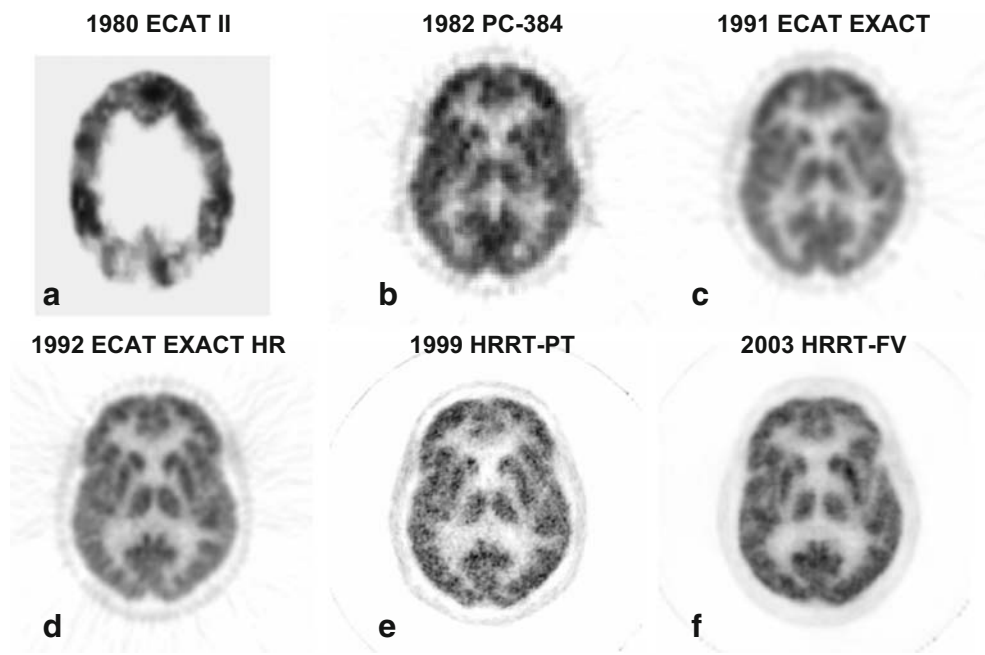 1980 ECAT II
1982 PC-384
1991 ECAT EXACT
a
b
c
1992 ECAT EXACT HR
1999 HRRT-PT
2003 HRRT-FV
d
e
f